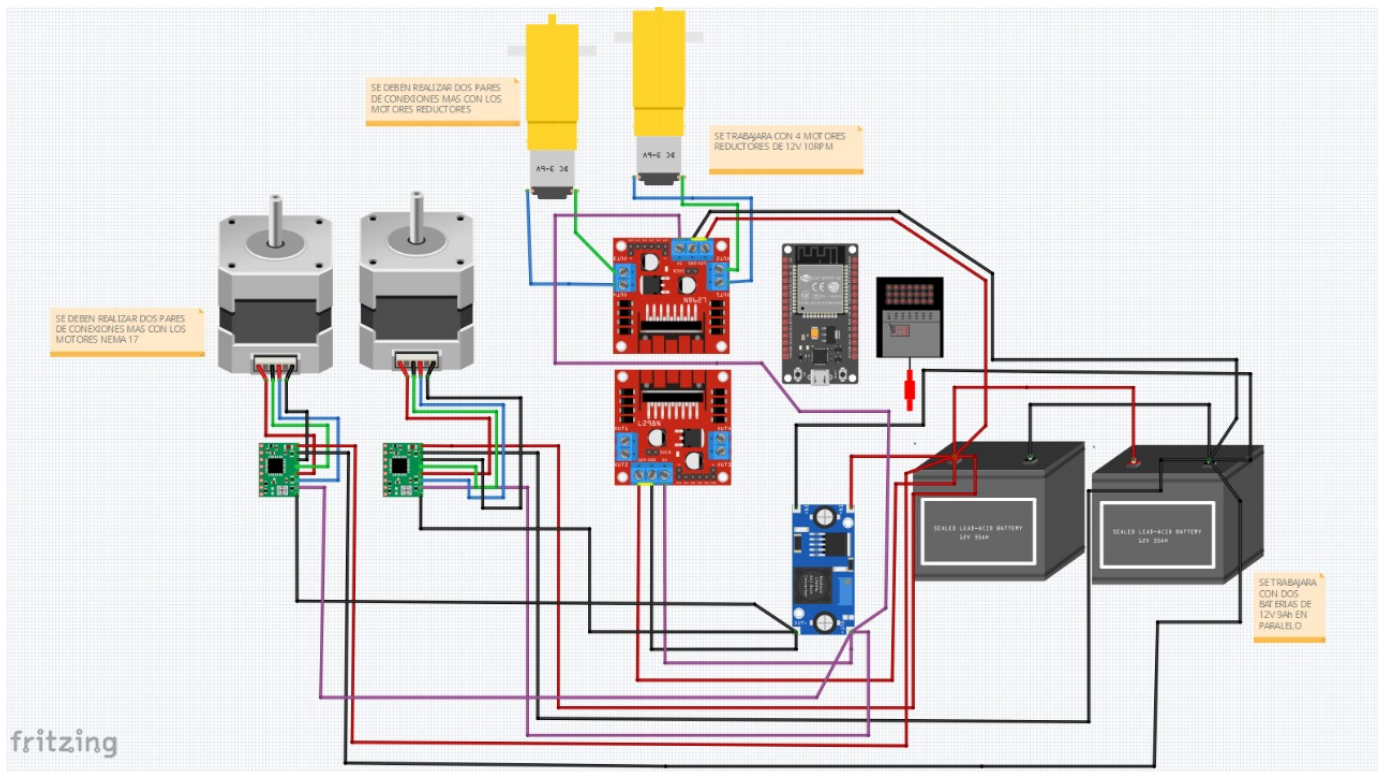 SE DEBEN REALIZAR DOS PARES
DE CONEXIONES MAS CON LOS
MOTORES REDUCTORES
SE TRABAJARA CON 4 MOTORES
REDUCTORES DE 12V 10RPM
SE DEBEN REALIZAR DOS PARES
DE CONEXIONES MAS CON LOS
MOTORES NEMA 17
L298N
L298N
SEALED LEAD-ACID BATTERY
12V 35AH
SEALED LEAD-ACID BATTERY
12V 35AH
SE TRABAJARA
CON DOS
BATERIAS DE
12V 9Ah EN
PARALELO
fritzing